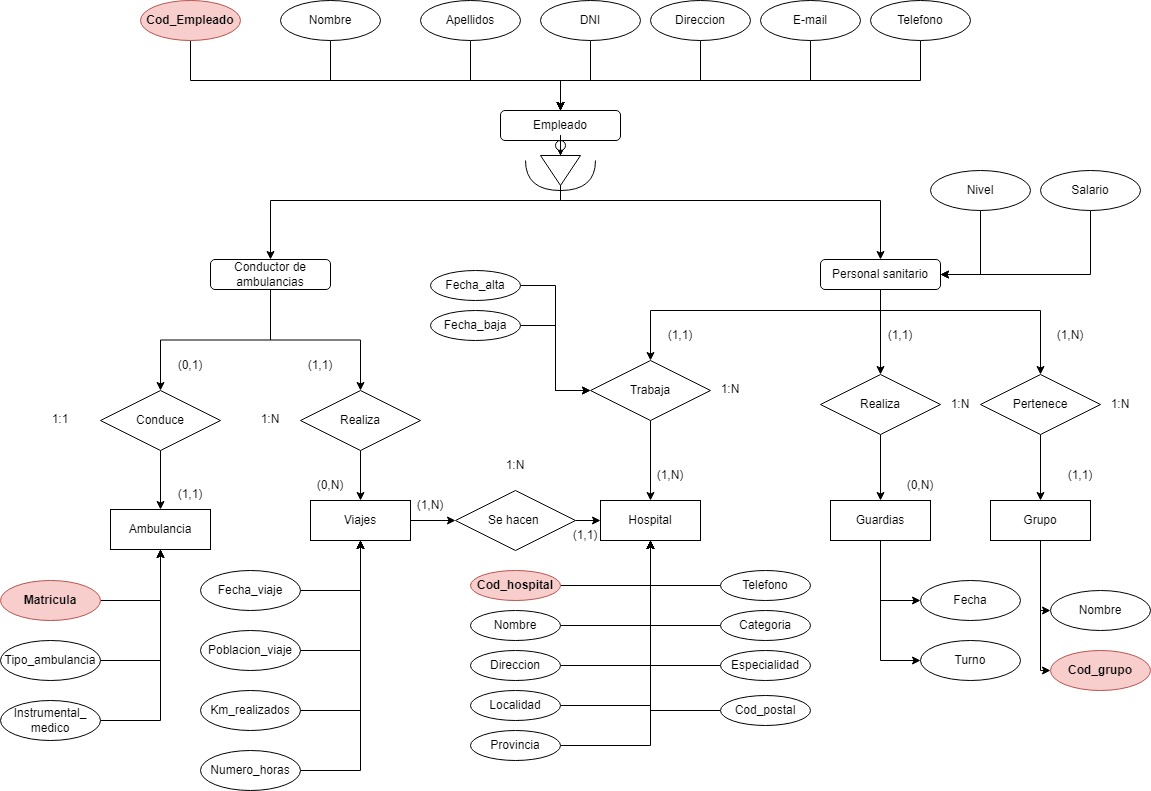 Cod_Empleado
Nombre
Apellidos
DNI
Direccion
E-mail
Telefono
Empleado
Nivel
Salario
Conductor de
ambulancias
Personal sanitario
Fecha_alta
Fecha_baja
(0,1)
(1,1)
(1,1)
(1,1)
(1,N)
1:1
Conduce
1:N
Realiza
Trabaja
1:N
Realiza
1:N
Pertenece
1:N
(1,1)
(0,N)
(1,N)
1:N
(1,N)
(0,N)
(1,1)
Ambulancia
Viajes
Se hacen
(1,1)
Hospital
Guardias
Grupo
Matricula
Tipo_ambulancia
Instrumental_
medico
Fecha_viaje
Poblacion_viaje
Km_realizados
Numero_horas
Cod_hospital
Nombre
Direccion
Localidad
Provincia
Telefono
Categoria
Especialidad
Cod_postal
Fecha
Turno
Nombre
Cod_grupo